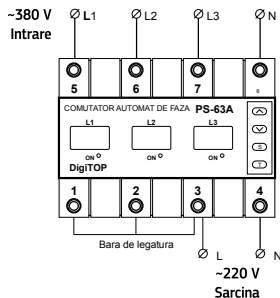 ~380 V
Intrare
L1
L2
L3
N
5
6
7
8
COMUTATOR AUTOMAT DE FAZA PS-63A
L1
L2
L3
ON
ON
ON
S
T
DigiTOP
1
2
3
4
Bara de legatura
L
N
~220 V
Sarcina